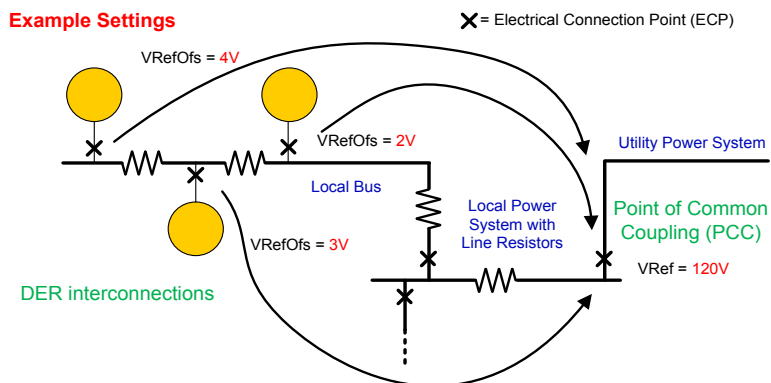 Example Settings
= Electrical Connection Point (ECP)
VRefOfs = 4V
VRefOfs = 2V
Utility Power System
Local Bus
Local Power
System with
Line Resistors
Point of Common
Coupling (PCC)
VRefOfs = 3V
VRef = 120V
DER interconnections